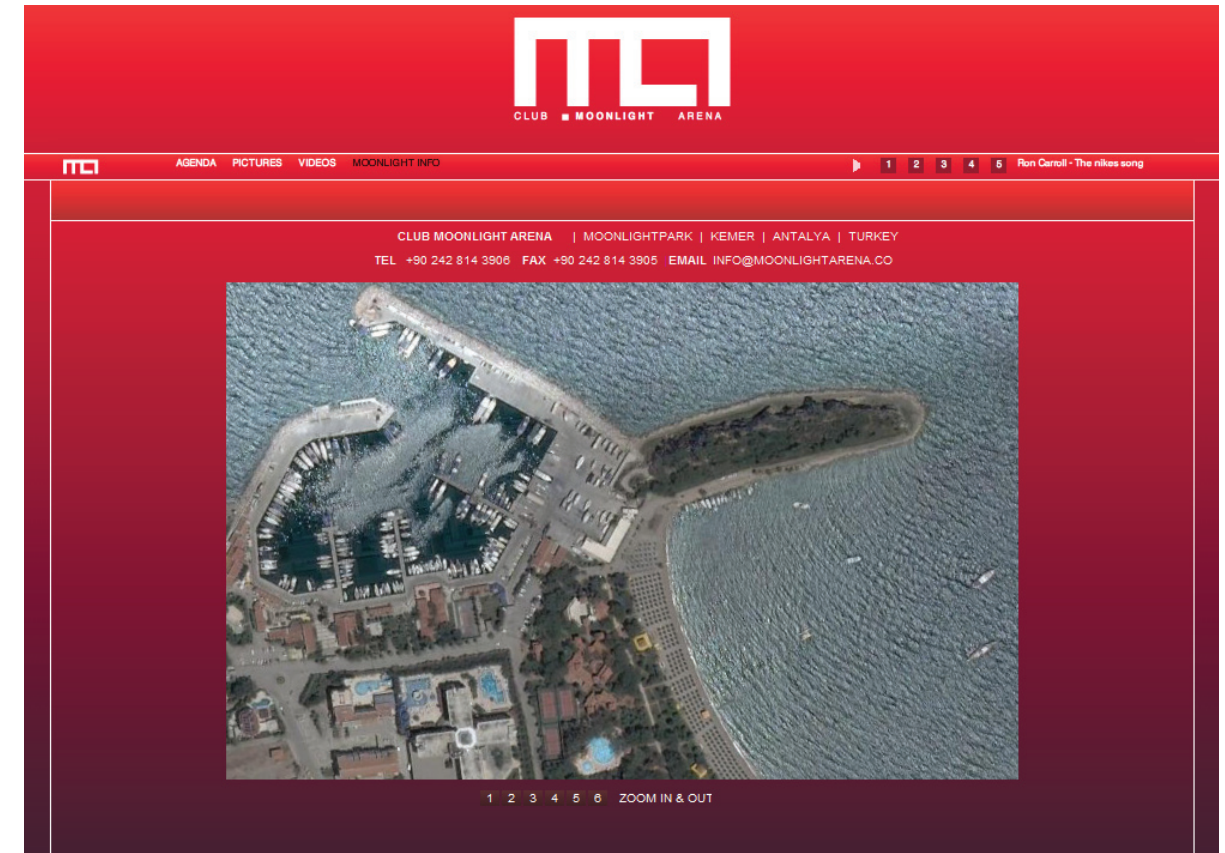 CLUB MOONLIGHT ARENA
AGENDA PICTURES VIDEOS MOONLIGHT INFO
1 2 3 4 5 Ron Carroll - The nikes song
CLUB MOONLIGHT ARENA | MOONLIGHTPARK | KEMER | ANTALYA | TURKEY
TEL +90 242 814 3906 FAX +90 242 814 3905 EMAIL INFO@MOONLIGHTARENA.CO
1 2 3 4 5 6 ZOOM IN & OUT